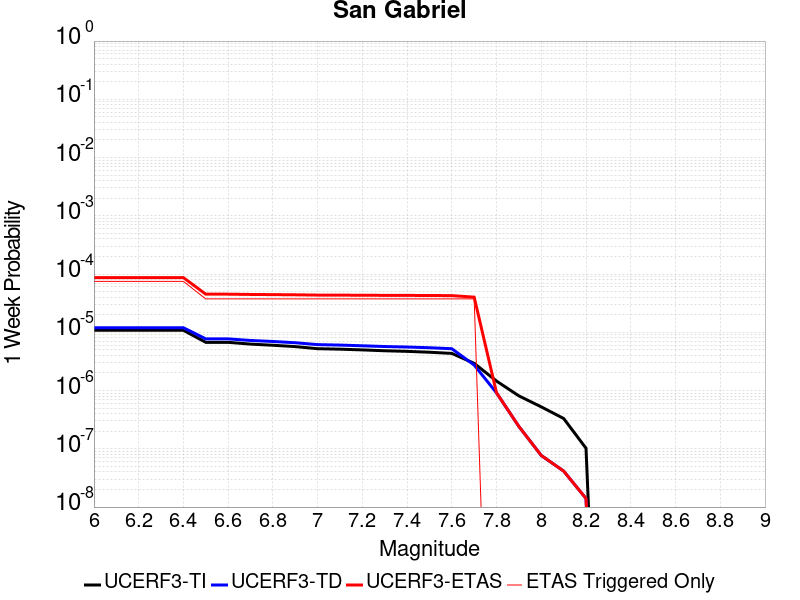 San Gabriel
10 0
10 -1
10 -2
10 -3
10 -4
10 -5
10 -6
10 -7
10 -8
1 Week Probability
6 6.2 6.4 6.6 6.8 7 7.2 7.4 7.6 7.8 8 8.2 8.4 8.6 8.8 9
Magnitude
UCERF3-TI UCERF3-TD UCERF3-ETAS ETAS Triggered Only